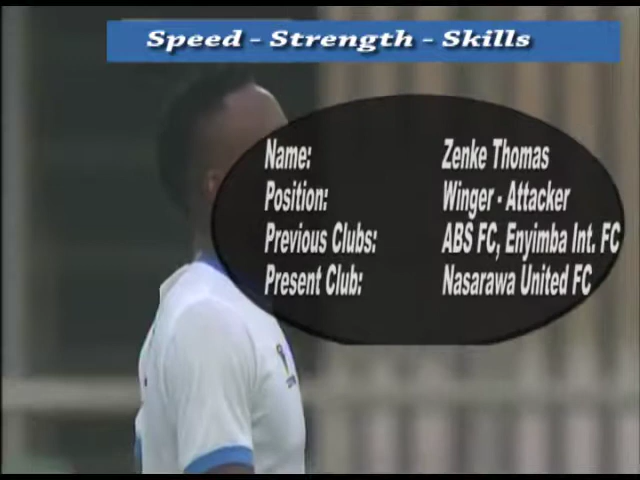 Speed - Strength - Skills
Name: Zenke Thomas
Position: Winger - Attacker
Previous Clubs: ABS FC, Enyimba Int. FC
Present Club: Nasarawa United FC